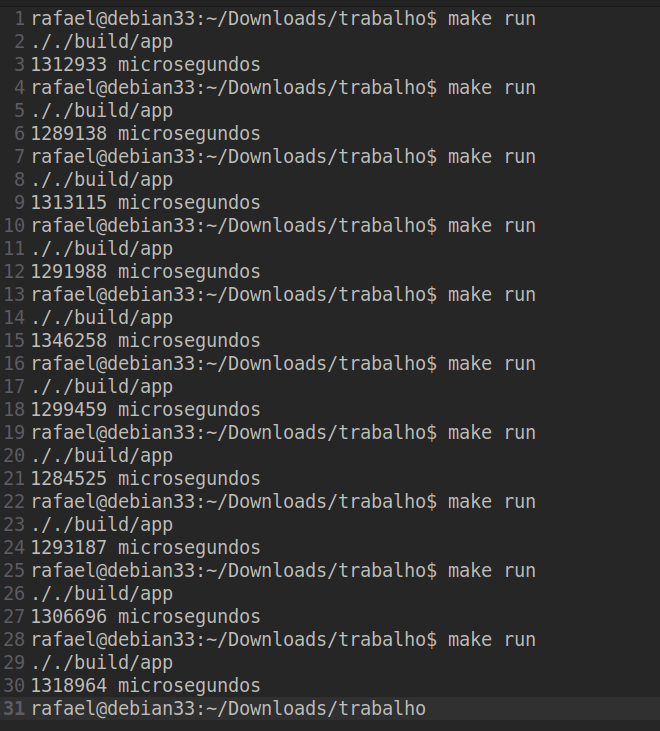 1 rafael@debian33:~/Downloads/trabalho$ make run
2 ././build/app
3 1312933 microsegundos
4 rafael@debian33:~/Downloads/trabalho$ make run
5 ././build/app
6 1289138 microsegundos
7 rafael@debian33:~/Downloads/trabalho$ make run
8 ././build/app
9 1313115 microsegundos
10 rafael@debian33:~/Downloads/trabalho$ make run
11 ././build/app
12 1291988 microsegundos
13 rafael@debian33:~/Downloads/trabalho$ make run
14 ././build/app
15 1346258 microsegundos
16 rafael@debian33:~/Downloads/trabalho$ make run
17 ././build/app
18 1299459 microsegundos
19 rafael@debian33:~/Downloads/trabalho$ make run
20 ././build/app
21 1284525 microsegundos
22 rafael@debian33:~/Downloads/trabalho$ make run
23 ././build/app
24 1293187 microsegundos
25 rafael@debian33:~/Downloads/trabalho$ make run
26 ././build/app
27 1306696 microsegundos
28 rafael@debian33:~/Downloads/trabalho$ make run
29 ././build/app
30 1318964 microsegundos
31 rafael@debian33:~/Downloads/trabalho